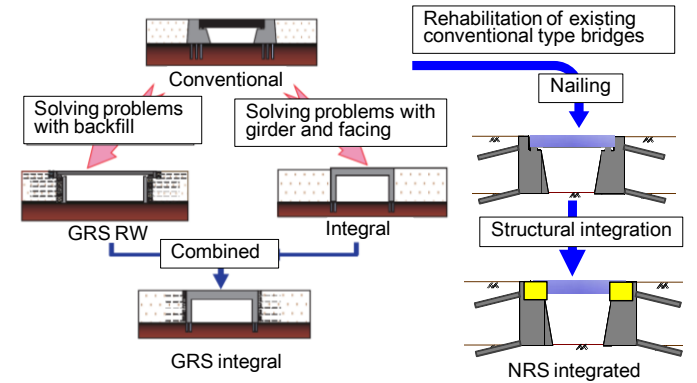 Conventional
Solving problems
with backfill
Solving problems with
girder and facing
GRS RW
Integral
Combined
GRS integral
Rehabilitation of existing
conventional type bridges
Nailing
Structural integration
NRS integrated